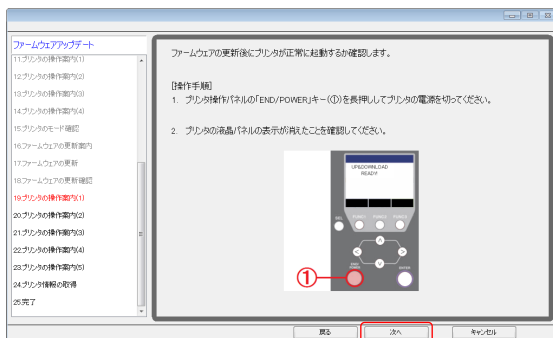 ファームウェアアップデート
11.プリンタの操作案内(1)
12.プリンタの操作案内(2)
13.プリンタの操作案内(3)
14.プリンタの操作案内(4)
15.プリンタのモード確認
16.ファームウェアの更新案内
17.ファームウェアの更新
18.ファームウェアの更新確認
19.プリンタの操作案内(1)
20.プリンタの操作案内(2)
21.プリンタの操作案内(3)
22.プリンタの操作案内(4)
23.プリンタの操作案内(5)
24.プリンタ情報の取得
25.完了
ファームウェアの更新後にプリンタが正常に起動するか確認します。
[操作手順]
1. プリンタ操作パネルの「END/POWER」キー(①)を長押ししてプリンタの電源を切ってください。
2. プリンタの液晶パネルの表示が消えたことを確認してください。
UP&DOWNLOAD
READY
SEL
FUNC1 FUNC2 FUNC3
END/
POWER
ENTER
①
戻る
次へ
キャンセル